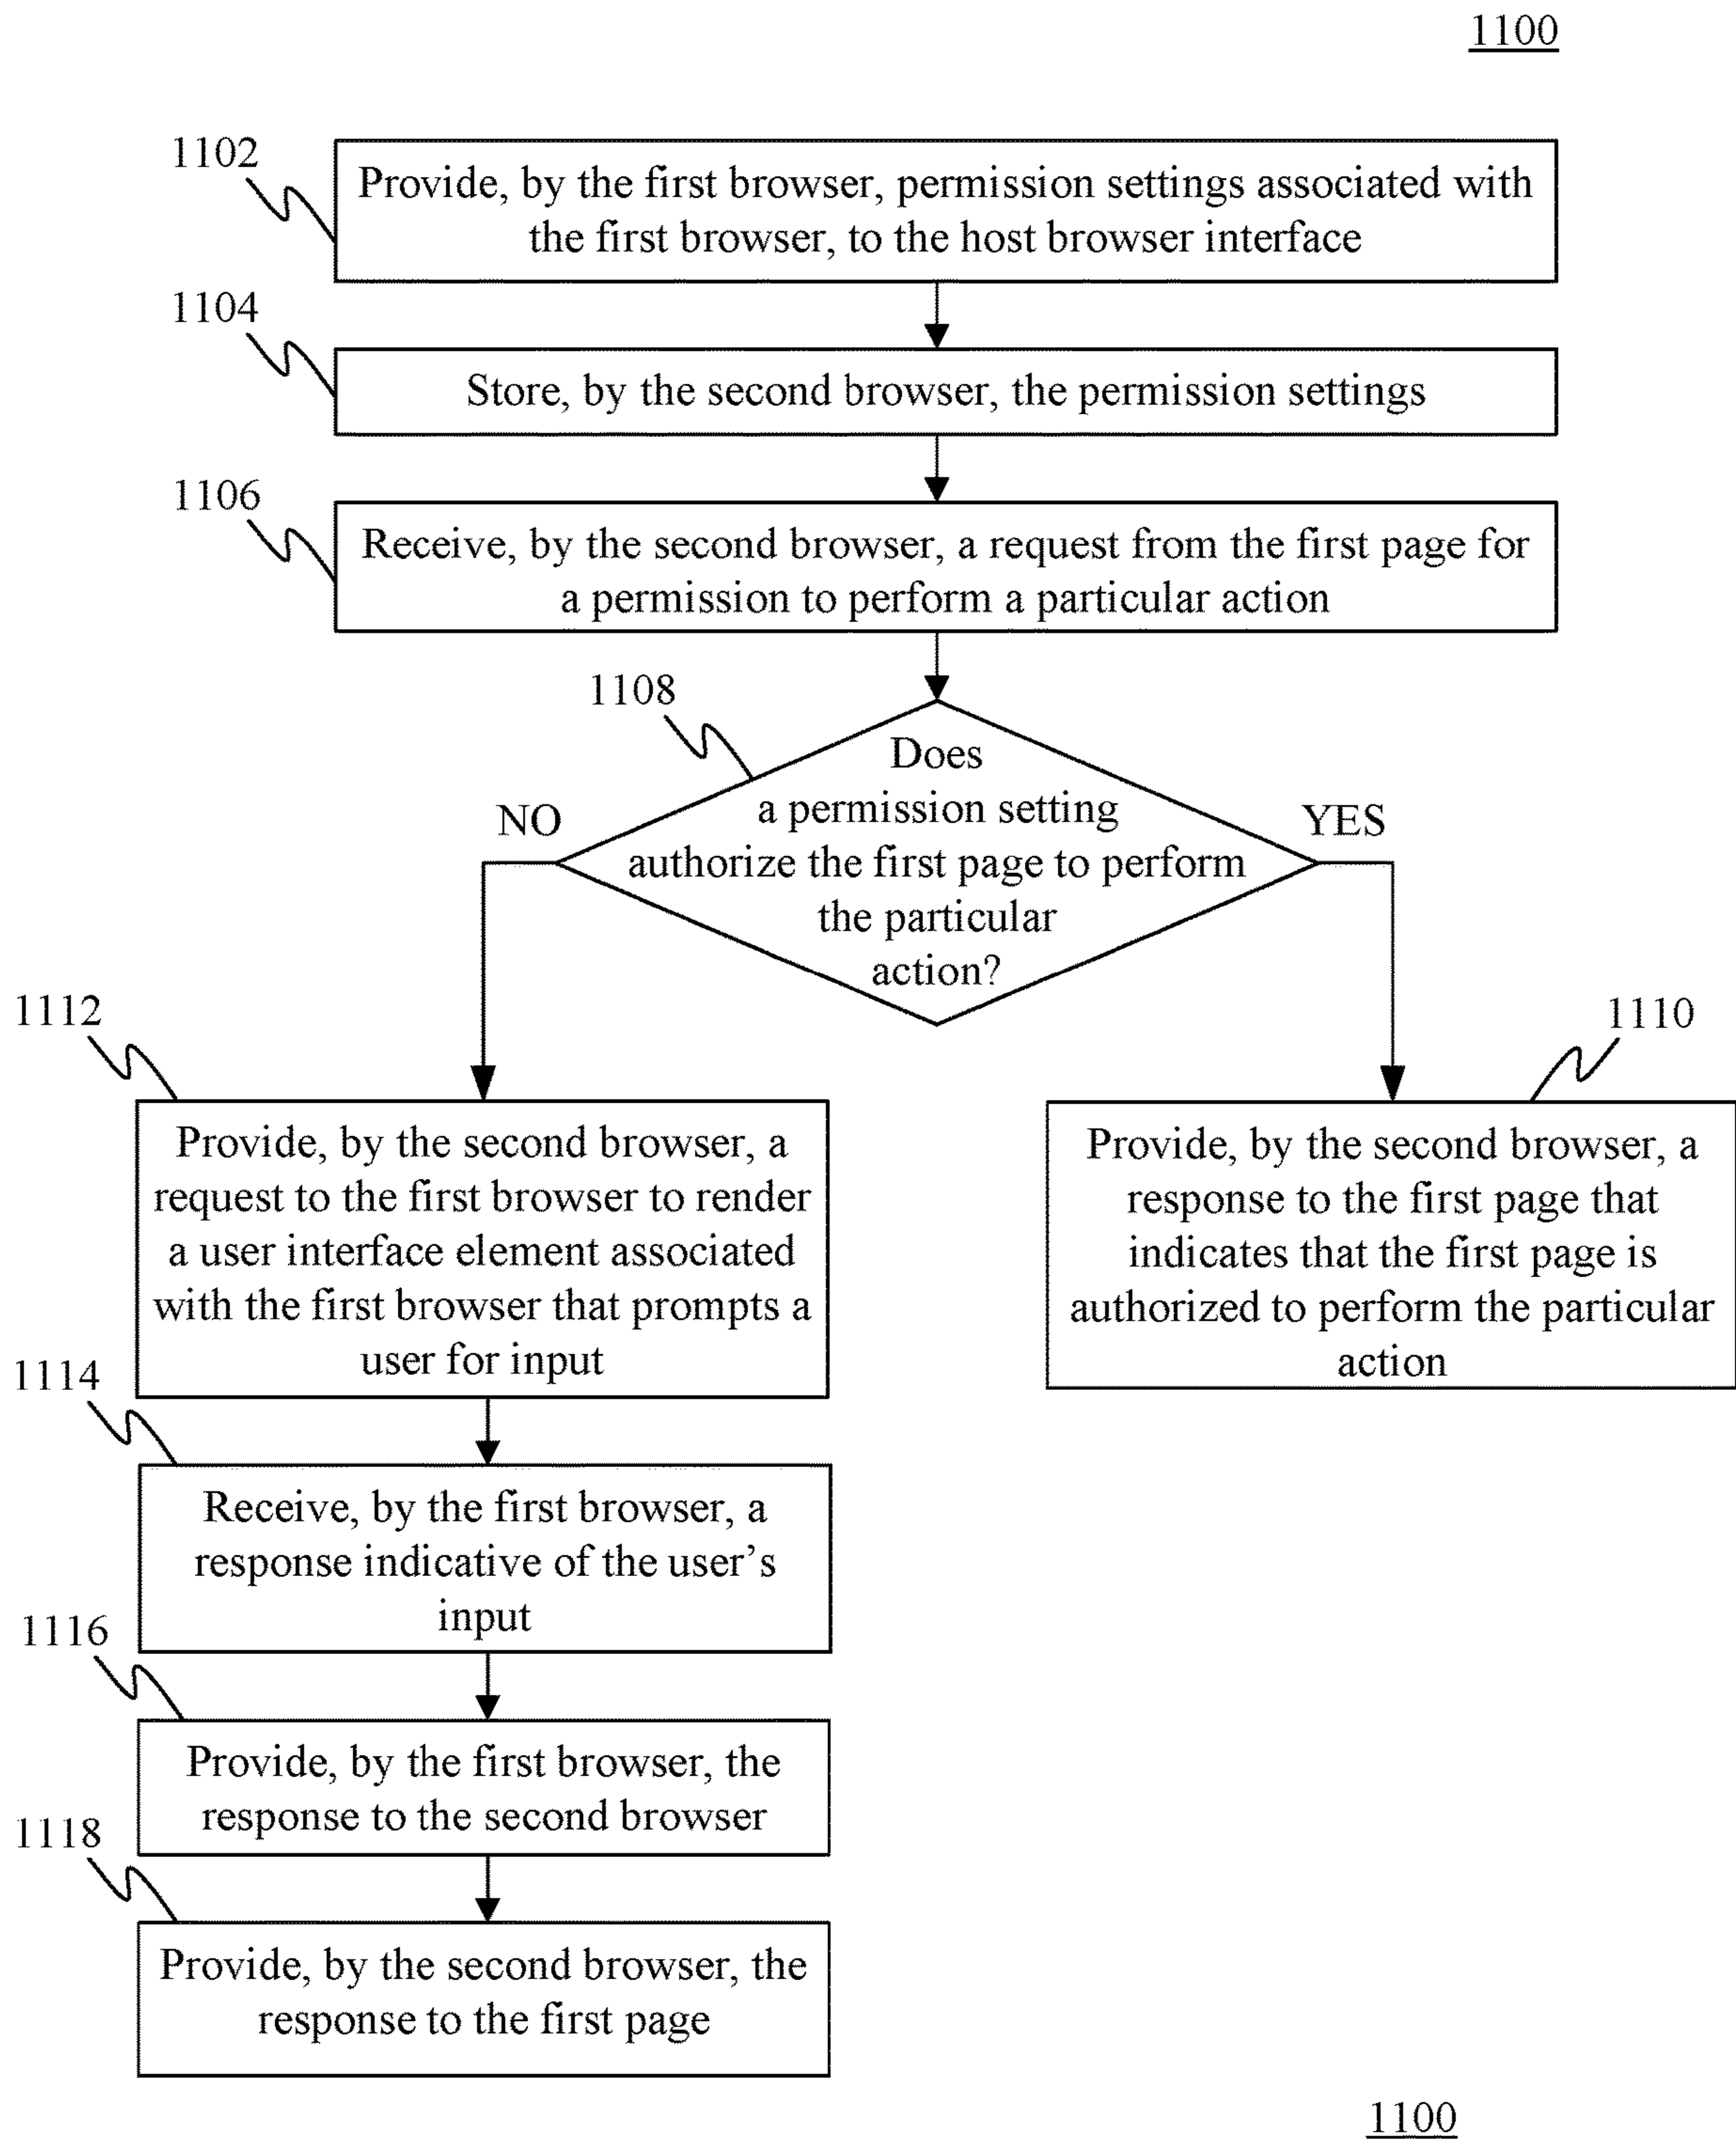 1100
1102
Provide, by the first browser, permission settings associated with
the first browser, to the host browser interface
1104
Store, by the second browser, the permission settings
1106
Receive, by the second browser, a request from the first page for
a permission to perform a particular action
1108
Does
a permission setting
authorize the first page to perform
the particular
action?
NO
YES
1112
Provide, by the second browser, a
request to the first browser to render
a user interface element associated
with the first browser that prompts a
user for input
1110
Provide, by the second browser, a
response to the first page that
indicates that the first page is
authorized to perform the particular
action
1114
Receive, by the first browser, a
response indicative of the user’s
input
1116
Provide, by the first browser, the
response to the second browser
1118
Provide, by the second browser, the
response to the first page
1100